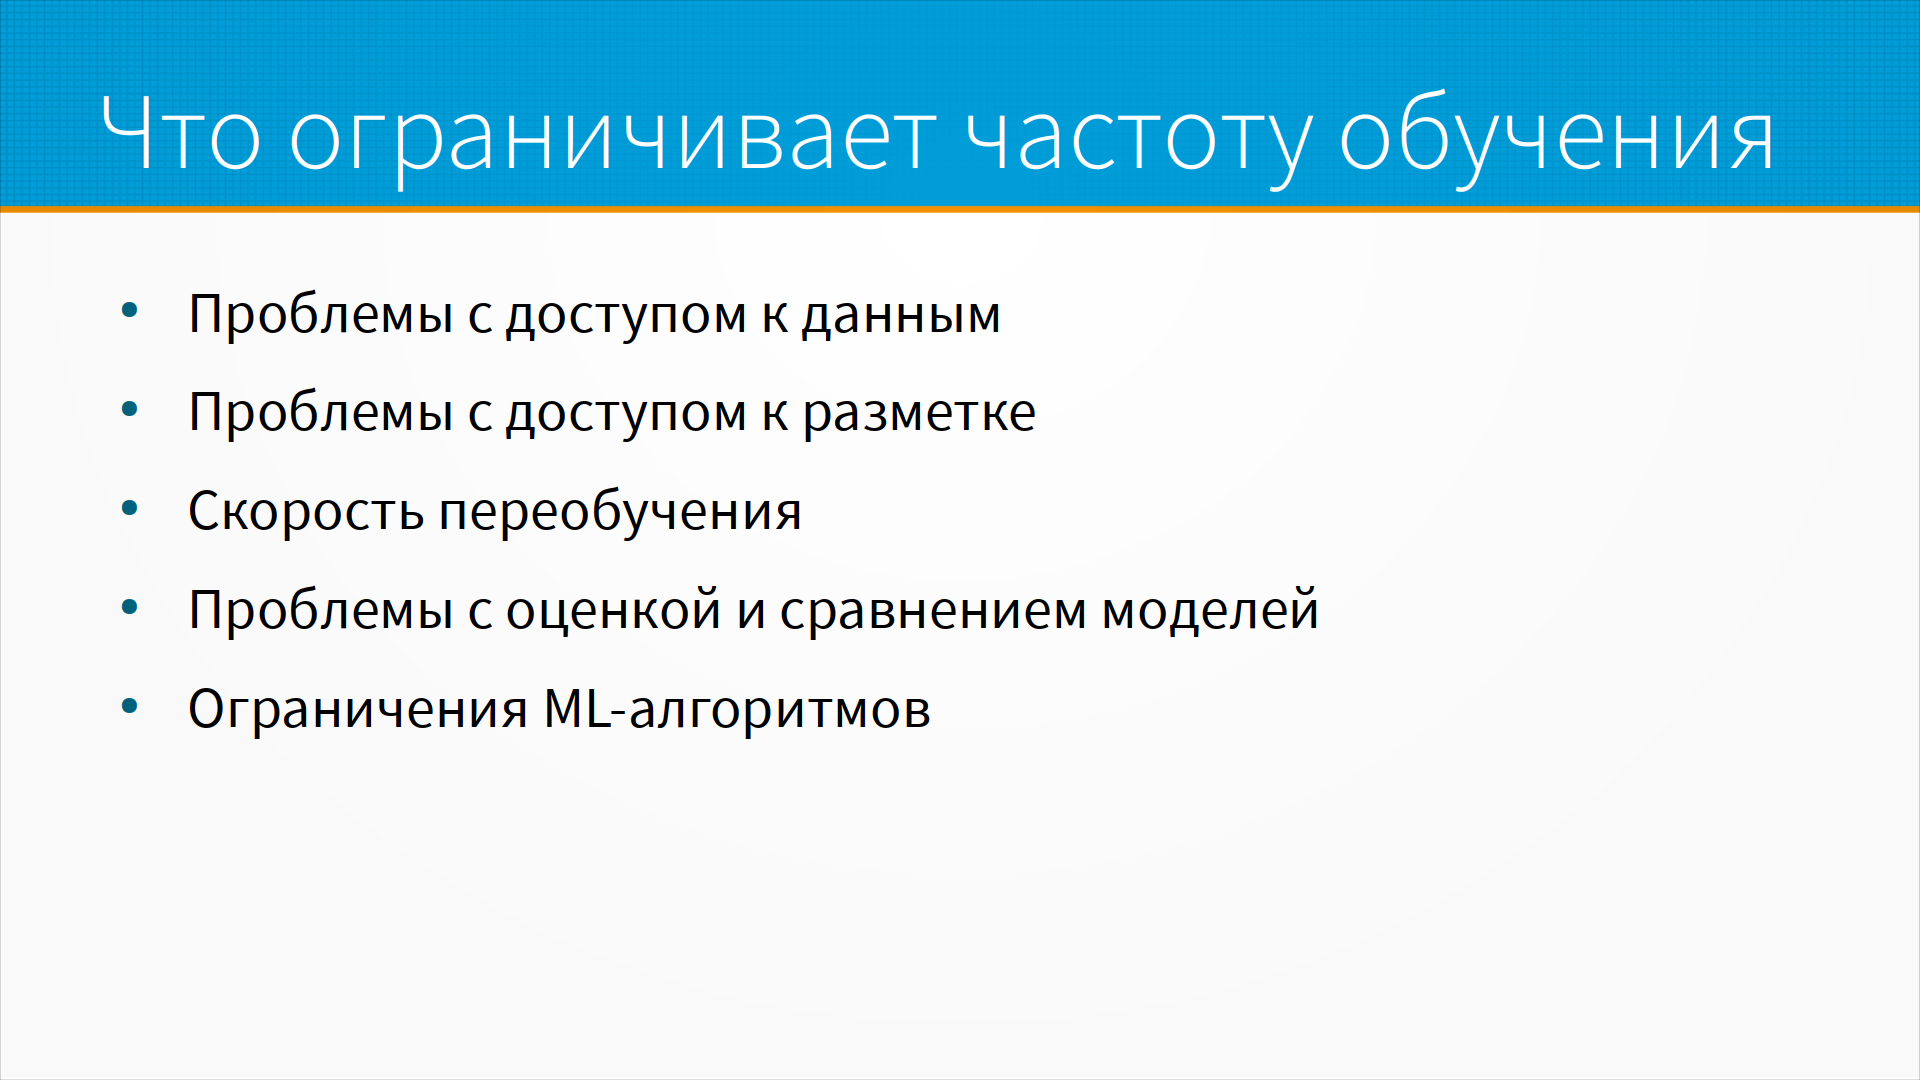 Что ограничивает частоту обучения
• Проблемы с доступом к данным
• Проблемы с доступом к разметке
• Скорость переобучения
• Проблемы с оценкой и сравнением моделей
• Ограничения ML-алгоритмов